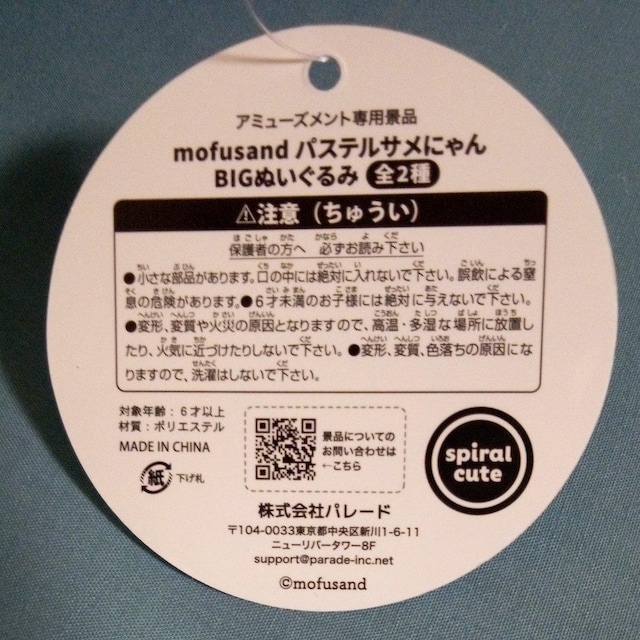 アミューズメント専用景品
mofusand パステルサメにゃん
BIGぬいぐるみ 全2種
⚠注意（ちゅうい）
保護者の方へ 必ずお読み下さい
●小さな部品があります。口の中には絶対に入れないで下さい。誤飲による窒
息の危険があります。●6才未満のお子様には絶対に与えないで下さい。
●変形、変質や火災の原因となりますので、高温・多湿な場所に放置し
たり、火気に近づけたりしないで下さい。●変形、変質、色落ちの原因にな
りますので、洗濯はしないで下さい。
対象年齢：6才以上
材質：ポリエステル
MADE IN CHINA
紙 下げ札
景品についての
お問い合わせは
←こちら
spiral
cute
株式会社パレード
〒104-0033東京都中央区新川1-6-11
ニューリバータワー8F
support@parade-inc.net
©mofusand